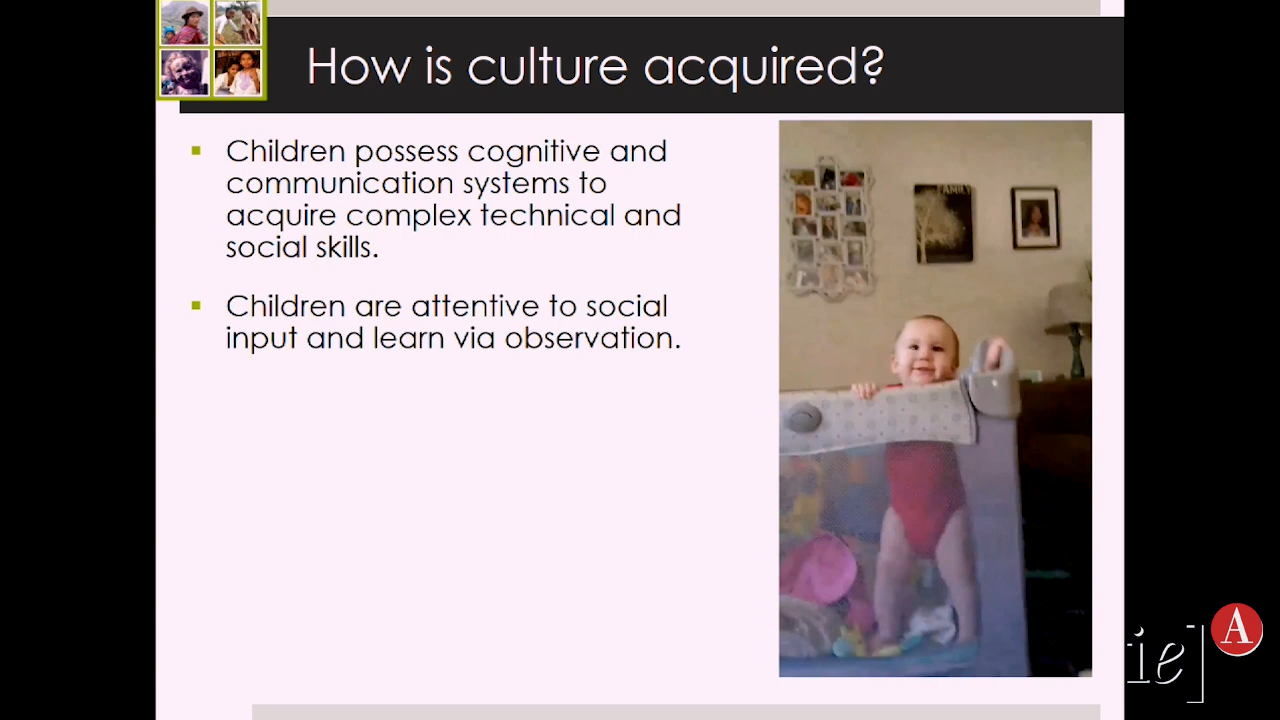 How is culture acquired?
Children possess cognitive and
communication systems to
acquire complex technical and
social skills.
Children are attentive to social
input and learn via observation.
FAMILY
ie]
A